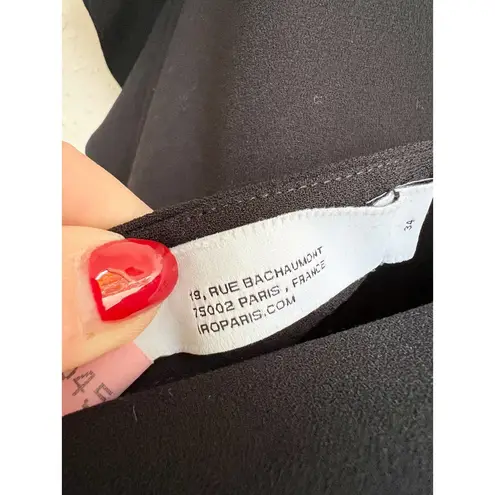 19, RUE BACHAUMONT
75002 PARIS, FRANCE
IROPARIS.COM
34